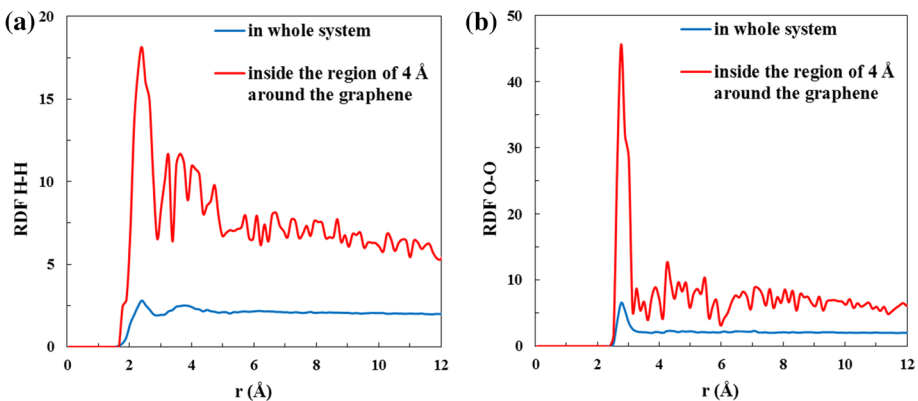 (a)
20
15
10
5
0
RDF H-H
in whole system
inside the region of 4 Å
around the graphene
0 2 4 6 8 10 12
r (Å)
(b)
50
40
30
20
10
0
RDF O-O
in whole system
inside the region of 4 Å
around the graphene
0 2 4 6 8 10 12
r (Å)